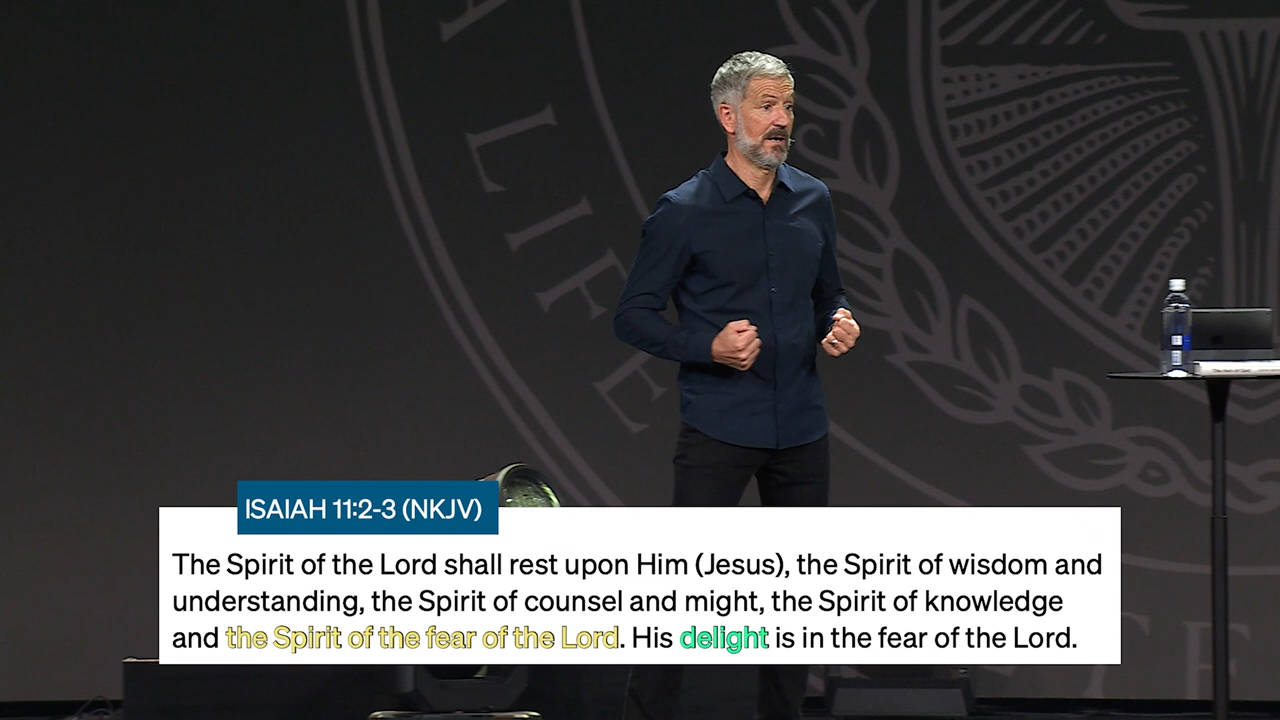 A LIFE
TE
ISAIAH 11:2-3 (NKJV)
The Spirit of the Lord shall rest upon Him (Jesus), the Spirit of wisdom and
understanding, the Spirit of counsel and might, the Spirit of knowledge
and the Spirit of the fear of the Lord. His delight is in the fear of the Lord.